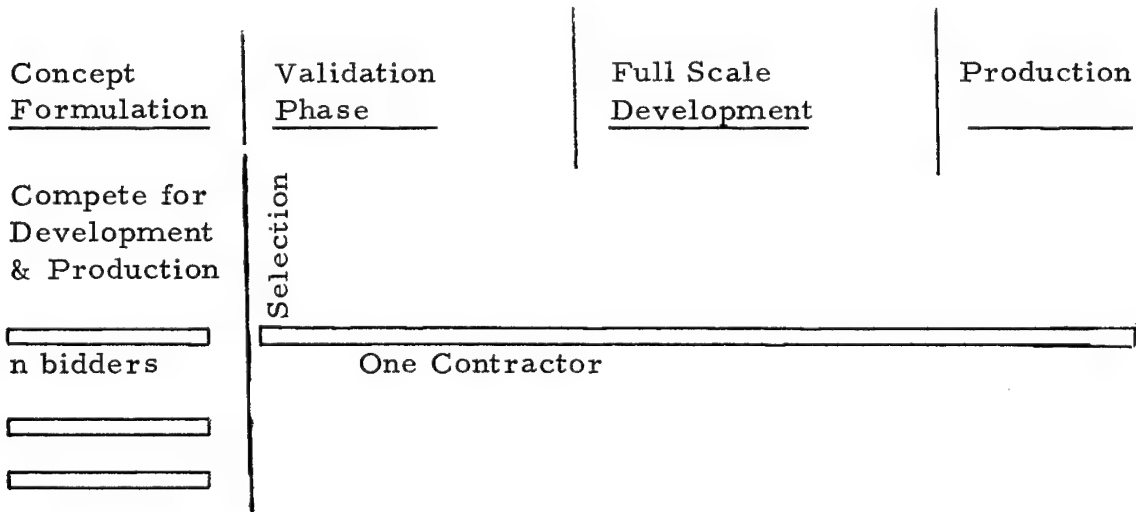 Concept
Formulation
Validation
Phase
Full Scale
Development
Production
Compete for
Development
& Production
Selection
n bidders
One Contractor